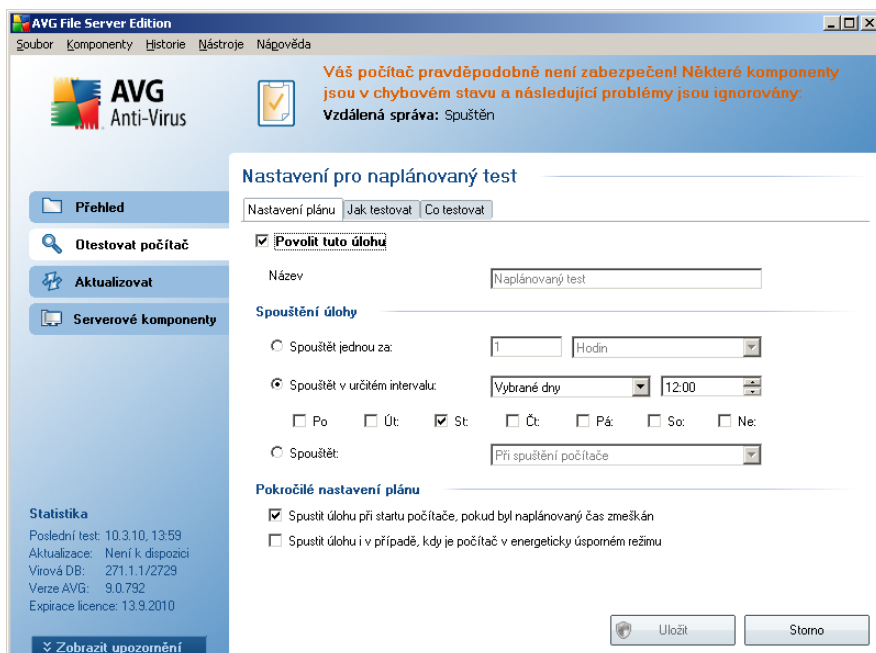 AVG File Server Edition
Soubor Komponenty Historie Nástroje Nápověda
AVG
Anti-Virus
Váš počítač pravděpodobně není zabezpečen! Některé komponenty
jsou v chybovém stavu a následující problémy jsou ignorovány:
Vzdálená správa: Spuštěn
Přehled
Otestovat počítač
Aktualizovat
Serverové komponenty
Nastavení pro naplánovaný test
Nastavení plánu Jak testovat Co testovat
Povolit tuto úlohu
Název Naplánovaný test
Spouštění úlohy
Spouštět jednou za: 1 Hodin
Spouštět v určitém intervalu: Vybrané dny 12:00
Po Út: St: Čt: Pá: So: Ne:
Spouštět: Při spuštění počítače
Pokročilé nastavení plánu
Spustit úlohu při startu počítače, pokud byl naplánovaný čas zmeškán
Spustit úlohu i v případě, kdy je počítač v energeticky úsporném režimu
Statistika
Poslední test: 10.3.10, 13:59
Aktualizace: Není k dispozici
Virová DB: 271.1.1/2729
Verze AVG: 9.0.792
Expirace licence: 13.9.2010
Zobrazit upozornění
Uložit Storno